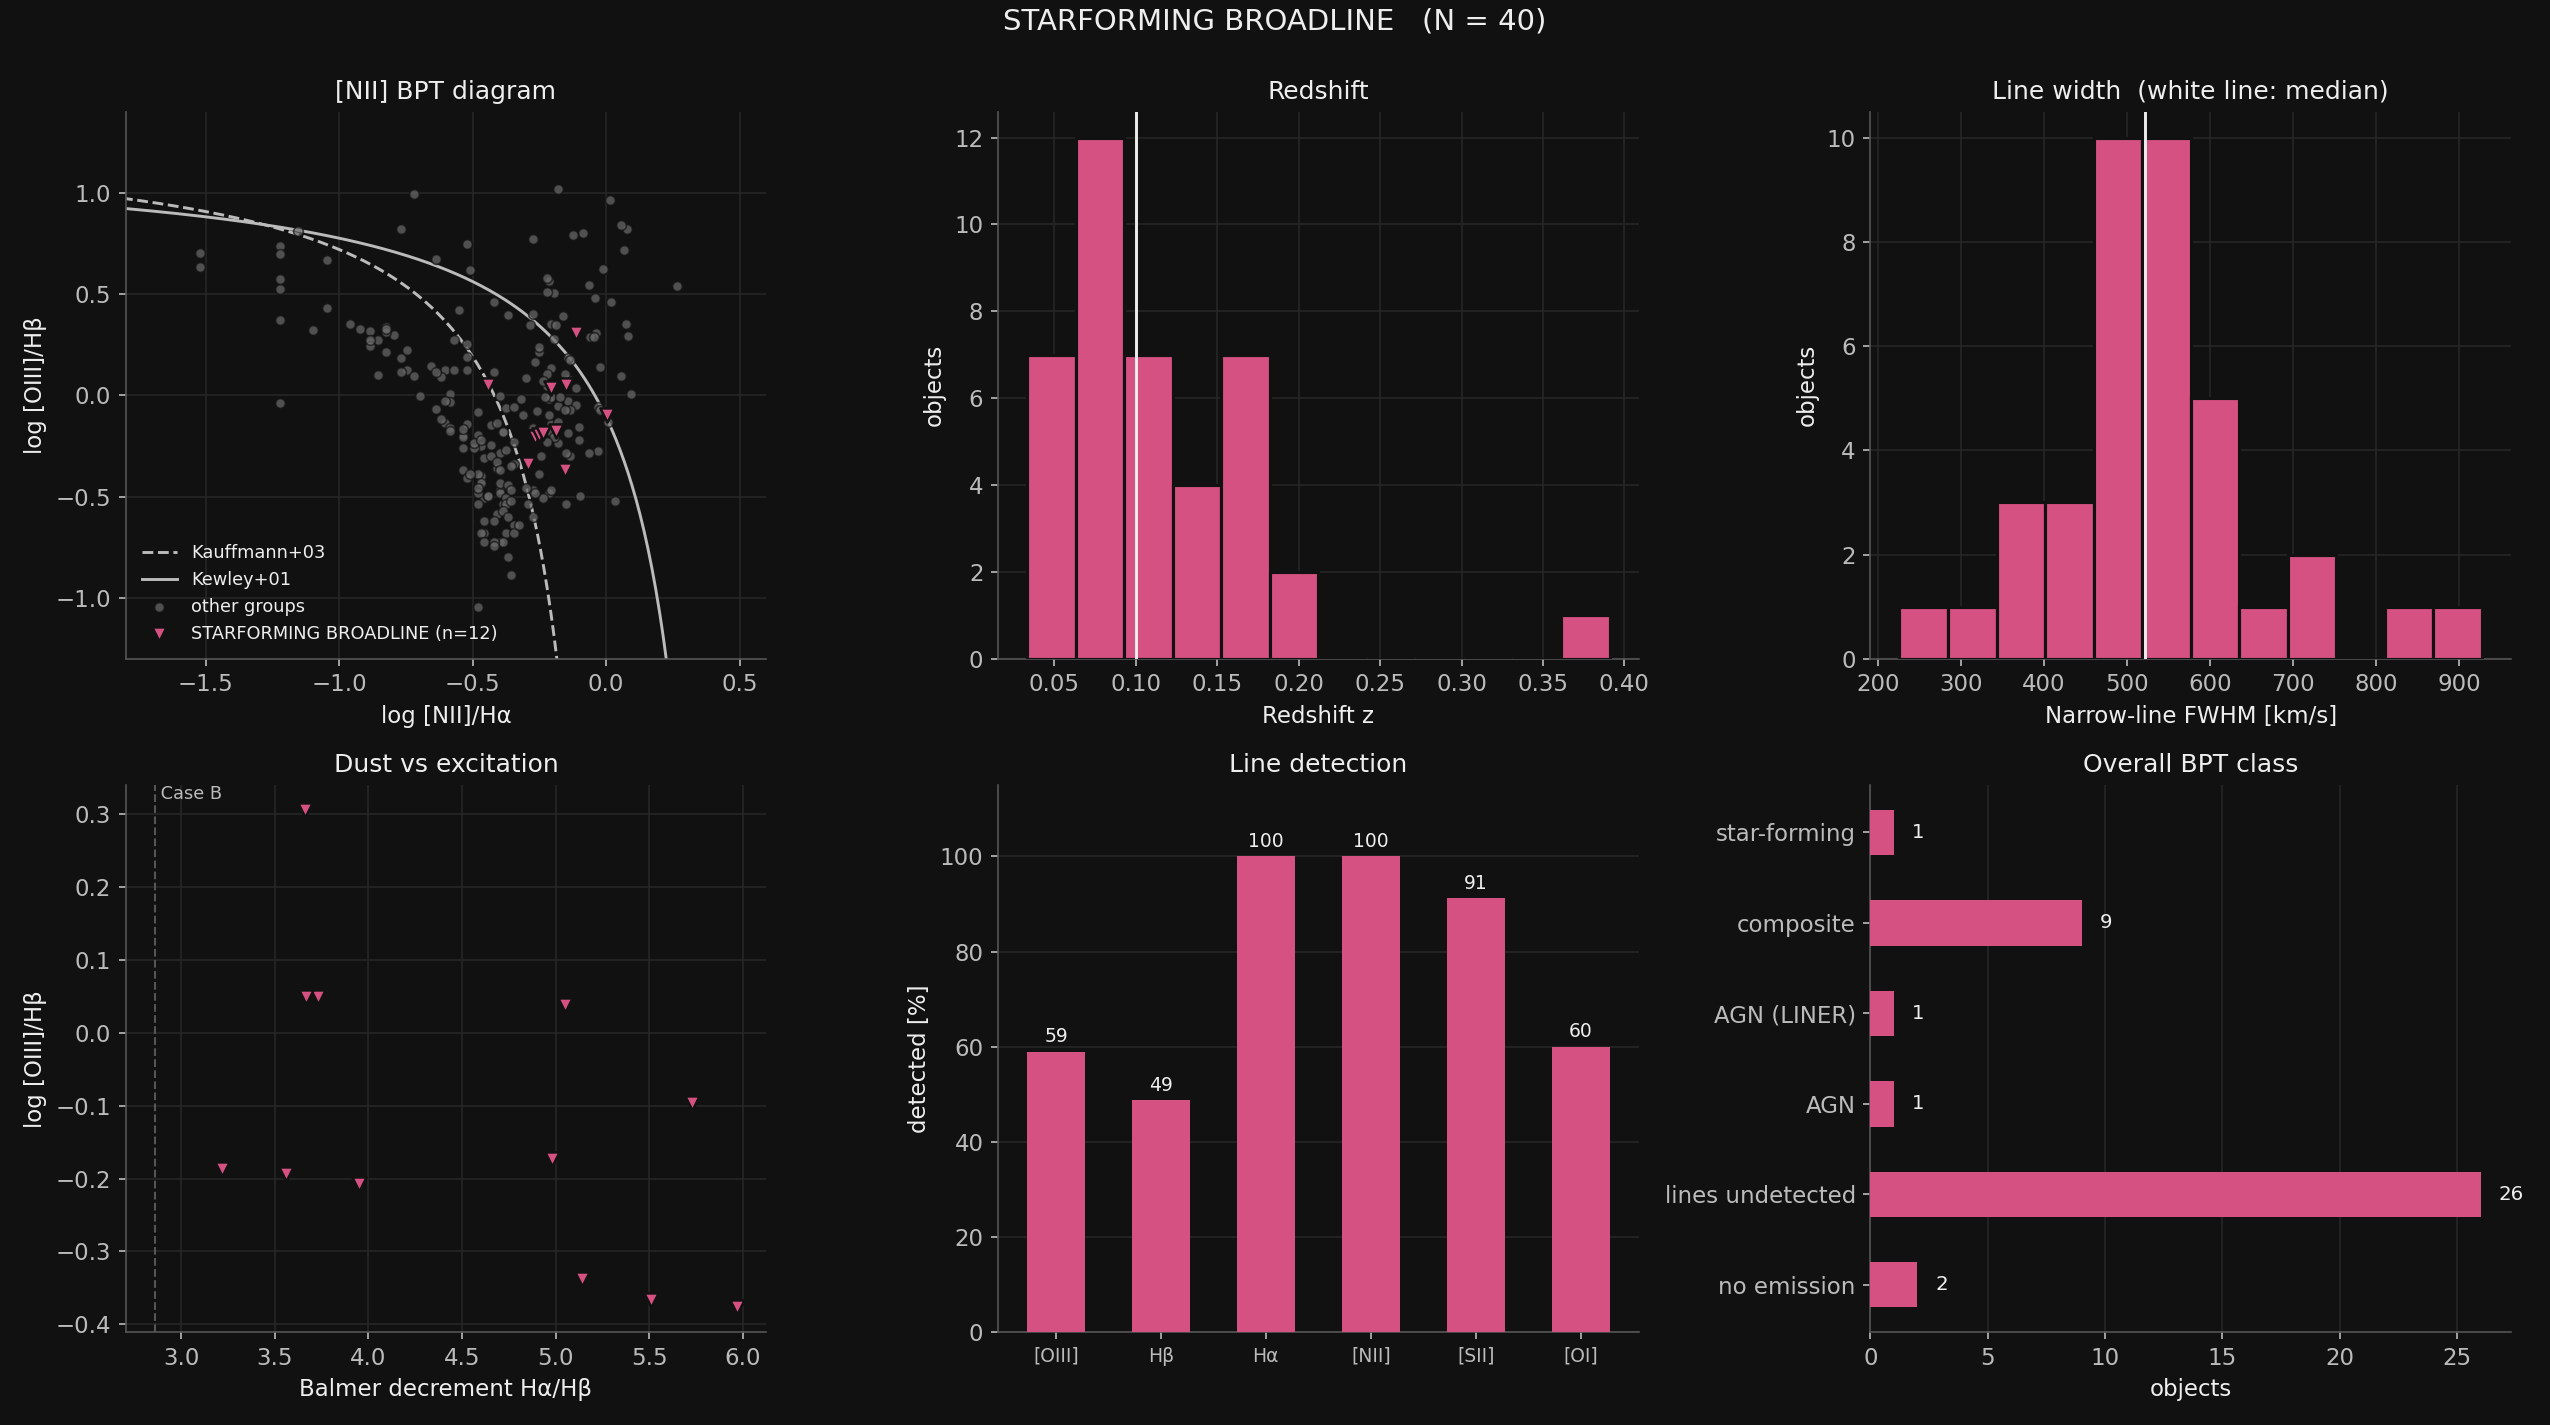 STARFORMING BROADLINE (N = 40)
[NII] BPT diagram
log [OIII]/Hβ
1.0
0.5
0.0
−0.5
−1.0
Kauffmann+03
Kewley+01
other groups
STARFORMING BROADLINE (n=12)
−1.5
−1.0
−0.5
0.0
0.5
log [NII]/Hα
Redshift
objects
12
10
8
6
4
2
0
0.05
0.10
0.15
0.20
0.25
0.30
0.35
0.40
Redshift z
Line width (white line: median)
objects
10
8
6
4
2
0
200
300
400
500
600
700
800
900
Narrow-line FWHM [km/s]
Dust vs excitation
Case B
log [OIII]/Hβ
0.3
0.2
0.1
0.0
−0.1
−0.2
−0.3
−0.4
3.0
3.5
4.0
4.5
5.0
5.5
6.0
Balmer decrement Hα/Hβ
Line detection
detected [%]
100
80
60
40
20
0
59
49
100
100
91
60
[OIII]
Hβ
Hα
[NII]
[SII]
[OI]
Overall BPT class
star-forming
1
composite
9
AGN (LINER)
1
AGN
1
lines undetected
26
no emission
2
0
5
10
15
20
25
objects